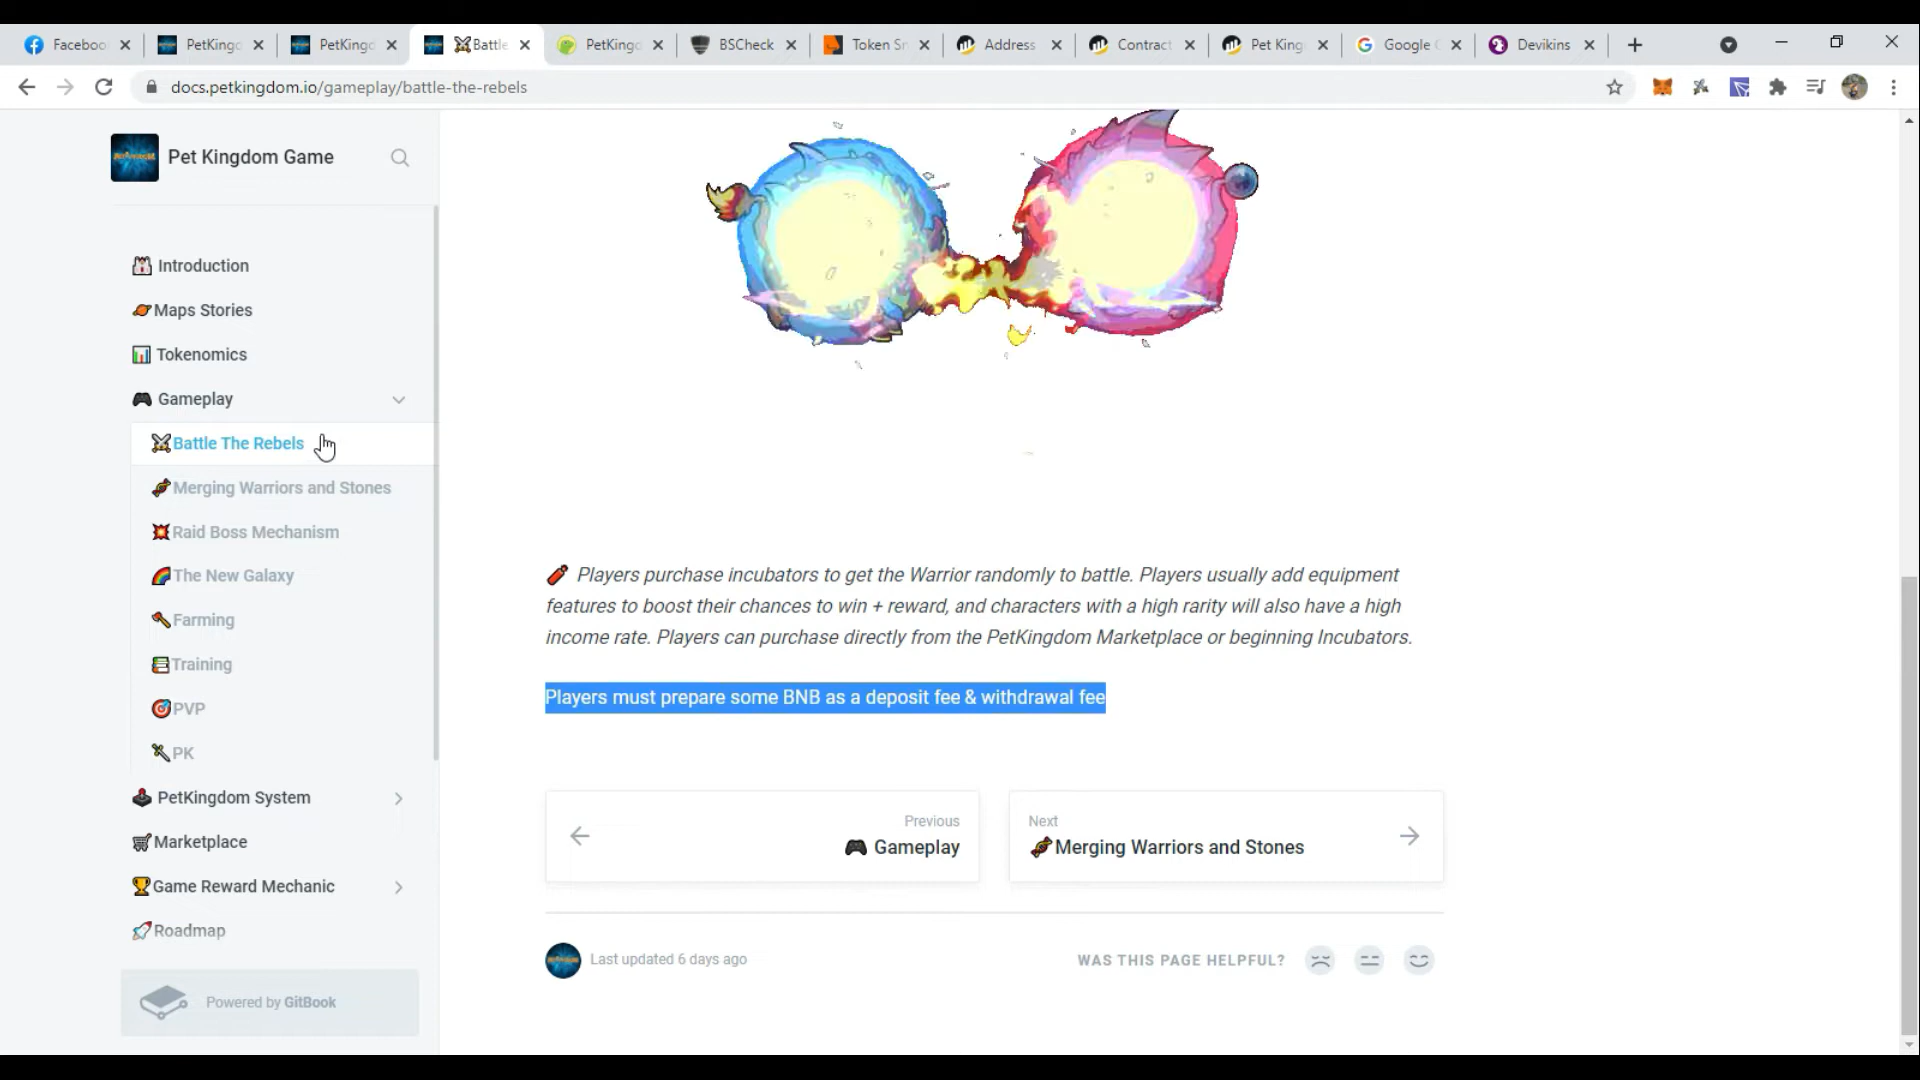 Faceboo
PetKingd
PetKingd
Battle
PetKingd
BSCheck
Token Sn
Address
Contract
Pet King
Google
Devikins
docs.petkingdom.io/gameplay/battle-the-rebels
Pet Kingdom Game
Introduction
Maps Stories
Tokenomics
Gameplay
Battle The Rebels
Merging Warriors and Stones
Raid Boss Mechanism
The New Galaxy
Farming
Training
PVP
PK
PetKingdom System
Marketplace
Game Reward Mechanic
Roadmap
Powered by GitBook
Players purchase incubators to get the Warrior randomly to battle. Players usually add equipment
features to boost their chances to win + reward, and characters with a high rarity will also have a high
income rate. Players can purchase directly from the PetKingdom Marketplace or beginning Incubators.
Players must prepare some BNB as a deposit fee & withdrawal fee
Previous
Gameplay
Next
Merging Warriors and Stones
Last updated 6 days ago
WAS THIS PAGE HELPFUL?